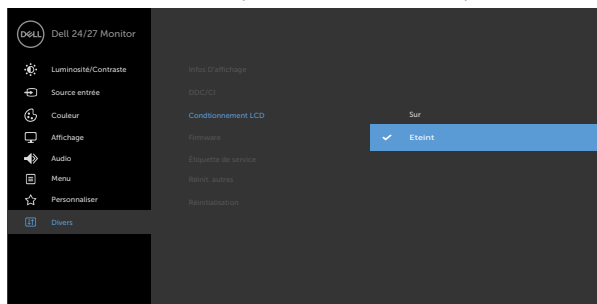 DELL
Dell 24/27 Monitor
Luminosité/Contraste
Source entrée
Couleur
Affichage
Audio
Menu
Personnaliser
Divers
Infos D'affichage
DDC/CI
Condtionnement LCD
Firmware
Étiquette de service
Réinit. autres
Réinitialisation
Sur
Eteint